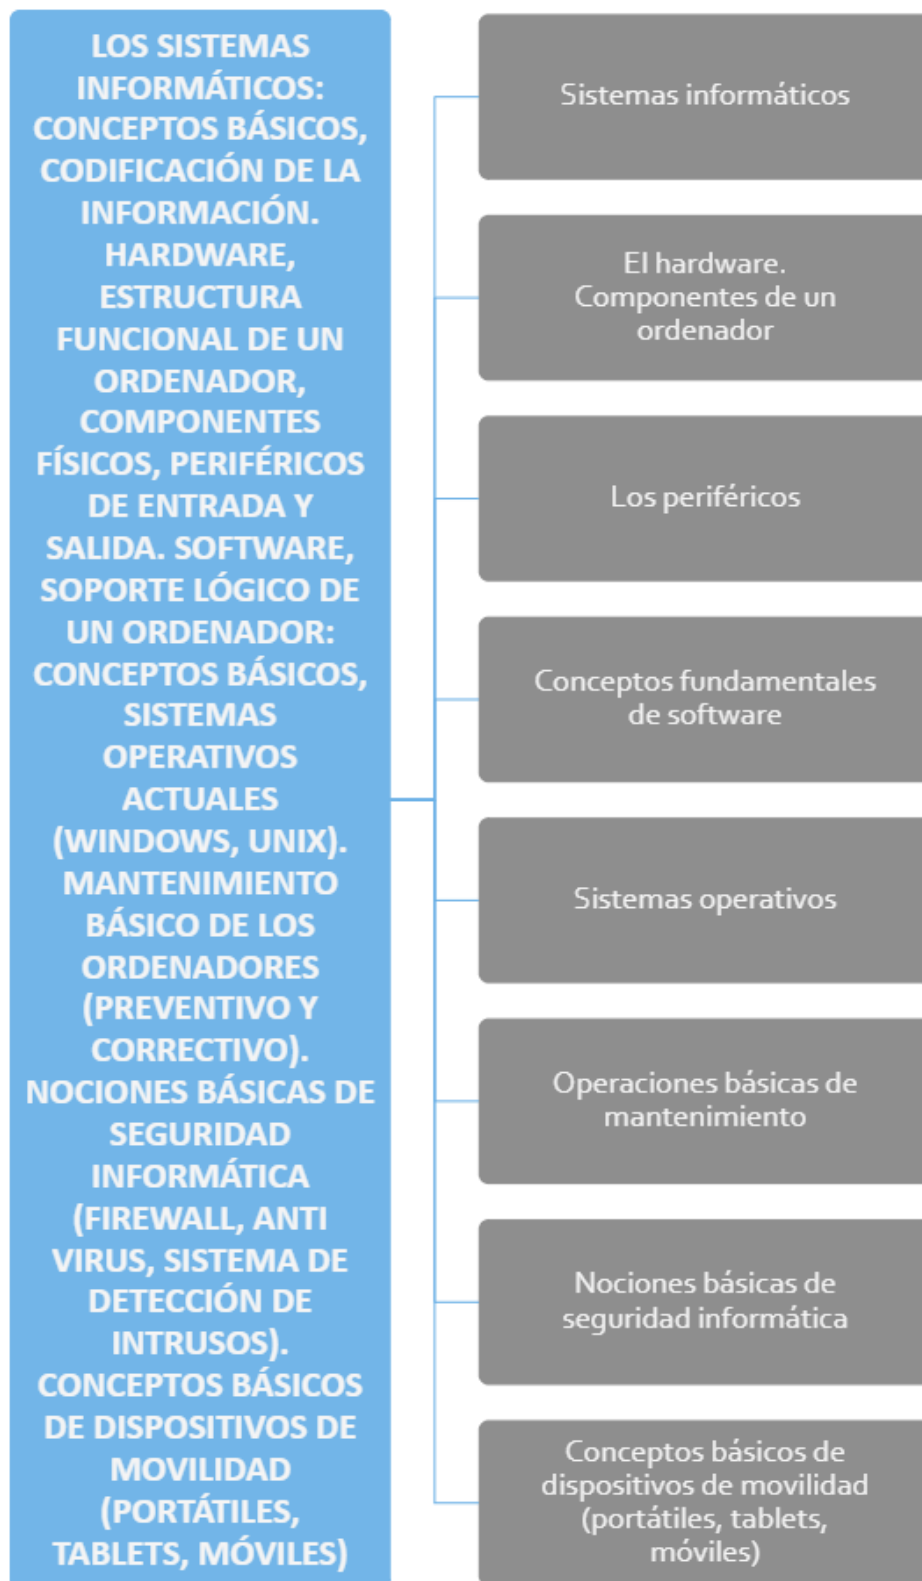 LOS SISTEMAS
INFORMÁTICOS:
CONCEPTOS BÁSICOS,
CODIFICACIÓN DE LA
INFORMACIÓN.
HARDWARE,
ESTRUCTURA
FUNCIONAL DE UN
ORDENADOR,
COMPONENTES
FÍSICOS, PERIFÉRICOS
DE ENTRADA Y
SALIDA. SOFTWARE,
SOPORTE LÓGICO DE
UN ORDENADOR:
CONCEPTOS BÁSICOS,
SISTEMAS
OPERATIVOS
ACTUALES
(WINDOWS, UNIX).
MANTENIMIENTO
BÁSICO DE LOS
ORDENADORES
(PREVENTIVO Y
CORRECTIVO).
NOCIONES BÁSICAS DE
SEGURIDAD
INFORMÁTICA
(FIREWALL, ANTI
VIRUS, SISTEMA DE
DETECCIÓN DE
INTRUSOS).
CONCEPTOS BÁSICOS
DE DISPOSITIVOS DE
MOVILIDAD
(PORTÁTILES,
TABLETS, MÓVILES)
Sistemas informáticos
El hardware.
Componentes de un
ordenador
Los periféricos
Conceptos fundamentales
de software
Sistemas operativos
Operaciones básicas de
mantenimiento
Nociones básicas de
seguridad informática
Conceptos básicos de
dispositivos de movilidad
(portátiles, tablets,
móviles)